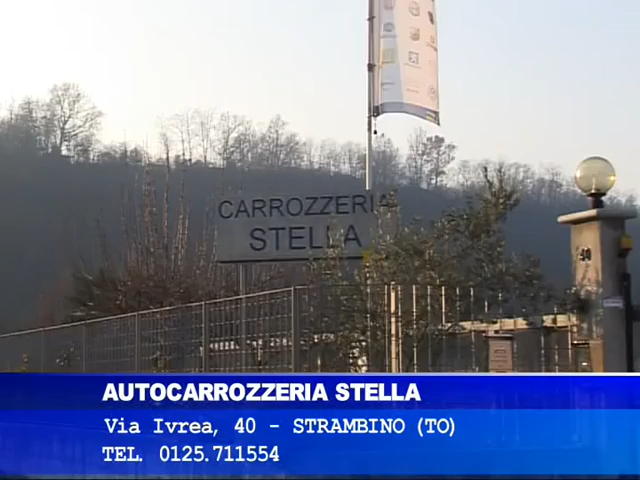 CARROZZERIA
STELLA
40
AUTOCARROZZERIA STELLA
Via Ivrea, 40 - STRAMBINO (TO)
TEL. 0125.711554